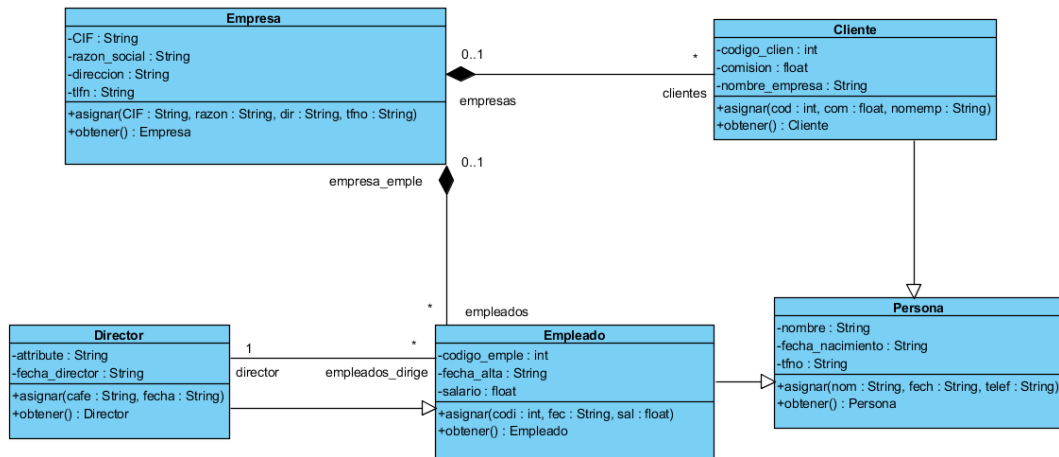 Empresa
-CIF : String
-razon_social : String
-direccion : String
-tlfn : String
+asignar(CIF : String, razon : String, dir : String, tfno : String)
+obtener() : Empresa
0..1
empresas
*
clientes
Cliente
-codigo_clien : int
-comision : float
-nombre_empresa : String
+asignar(cod : int, com : float, nomemp : String)
+obtener() : Cliente
0..1
empresa_emple
*
empleados
Director
-attribute : String
-fecha_director : String
+asignar(cafe : String, fecha : String)
+obtener() : Director
1
director
*
empleados_dirige
Empleado
-codigo_emple : int
-fecha_alta : String
-salario : float
+asignar(codi : int, fec : String, sal : float)
+obtener() : Empleado
Persona
-nombre : String
-fecha_nacimiento : String
-tfno : String
+asignar(nom : String, fech : String, telef : String)
+obtener() : Persona